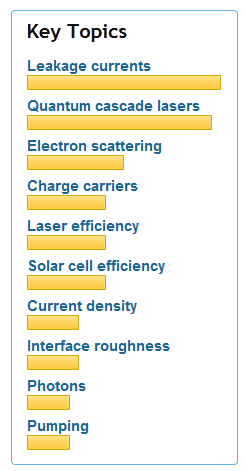 Key Topics
Leakage currents
Quantum cascade lasers
Electron scattering
Charge carriers
Laser efficiency
Solar cell efficiency
Current density
Interface roughness
Photons
Pumping